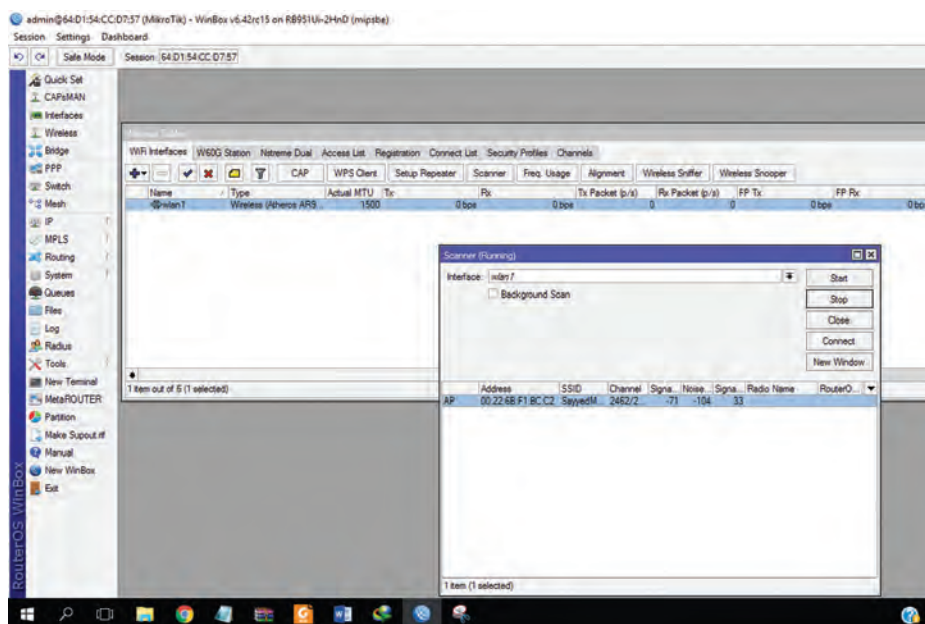 admin@64:D1:54:CC:D7:57 (MikroTik) - WinBox v6.42rc15 on RB951Ui-2HnD (mipsbe)
Session Settings Dashboard
Safe Mode Session: 64:D1:54:CC:D7:57
Quick Set
CAPsMAN
Interfaces
Wireless
Bridge
PPP
Switch
Mesh
IP
MPLS
Routing
System
Queues
Files
Log
Radius
Tools
New Terminal
MetaROUTER
Partition
Make Supout.rif
Manual
New WinBox
Exit
RouterOS WinBox
WiFi Interfaces W60G Station Nstreme Dual Access List Registration Connect List Security Profiles Channels
CAP WPS Client Setup Repeater Scanner Freq. Usage Alignment Wireless Sniffer Wireless Snooper
Name Type Actual MTU Tx Rx Tx Packet (p/s) Rx Packet (p/s) FP Tx FP Rx
wlan1 Wireless (Atheros AR9... 1500 0 bps 0 bps 0 0 0 bps 0 bp
1 item out of 6 (1 selected)
Scanner (Running)
Interface: wlan1
Background Scan
Start
Stop
Close
Connect
New Window
Address SSID Channel Signa... Noise... Signa... Radio Name RouterO...
AP 00:22:6B:F1:BC:C2 SayyedM... 2462/2... -71 -104 33
1 item (1 selected)